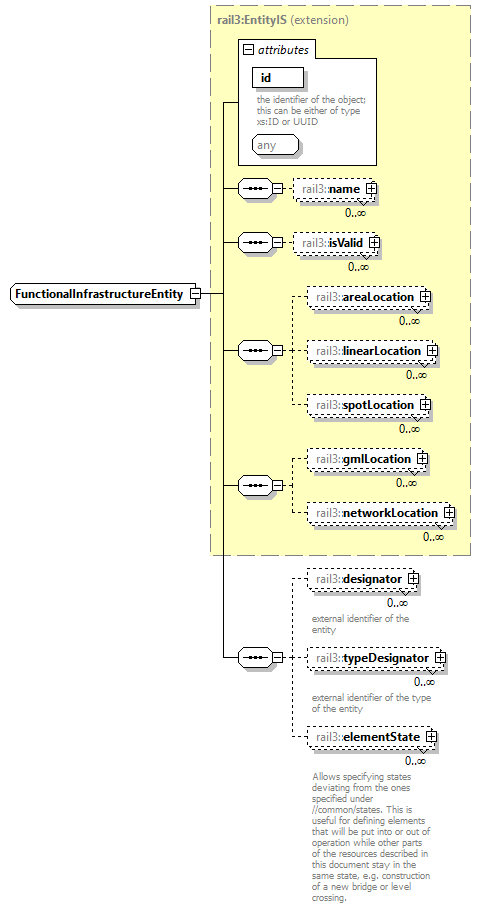 rail3:EntityIS (extension)
attributes
id
the identifier of the object;
this can be either of type
xs:ID or UUID
any
rail3::name
0..∞
rail3::isValid
0..∞
FunctionalInfrastructureEntity
rail3::areaLocation
0..∞
rail3::linearLocation
0..∞
rail3::spotLocation
0..∞
rail3::gmlLocation
0..∞
rail3::networkLocation
0..∞
rail3::designator
0..∞
external identifier of the
entity
rail3::typeDesignator
0..∞
external identifier of the type
of the entity
rail3::elementState
0..∞
Allows specifying states
deviating from the ones
specified under
//common/states. This is
useful for defining elements
that will be put into or out of
operation while other parts
of the resources described in
this document stay in the
same state, e.g. construction
of a new bridge or level
crossing.